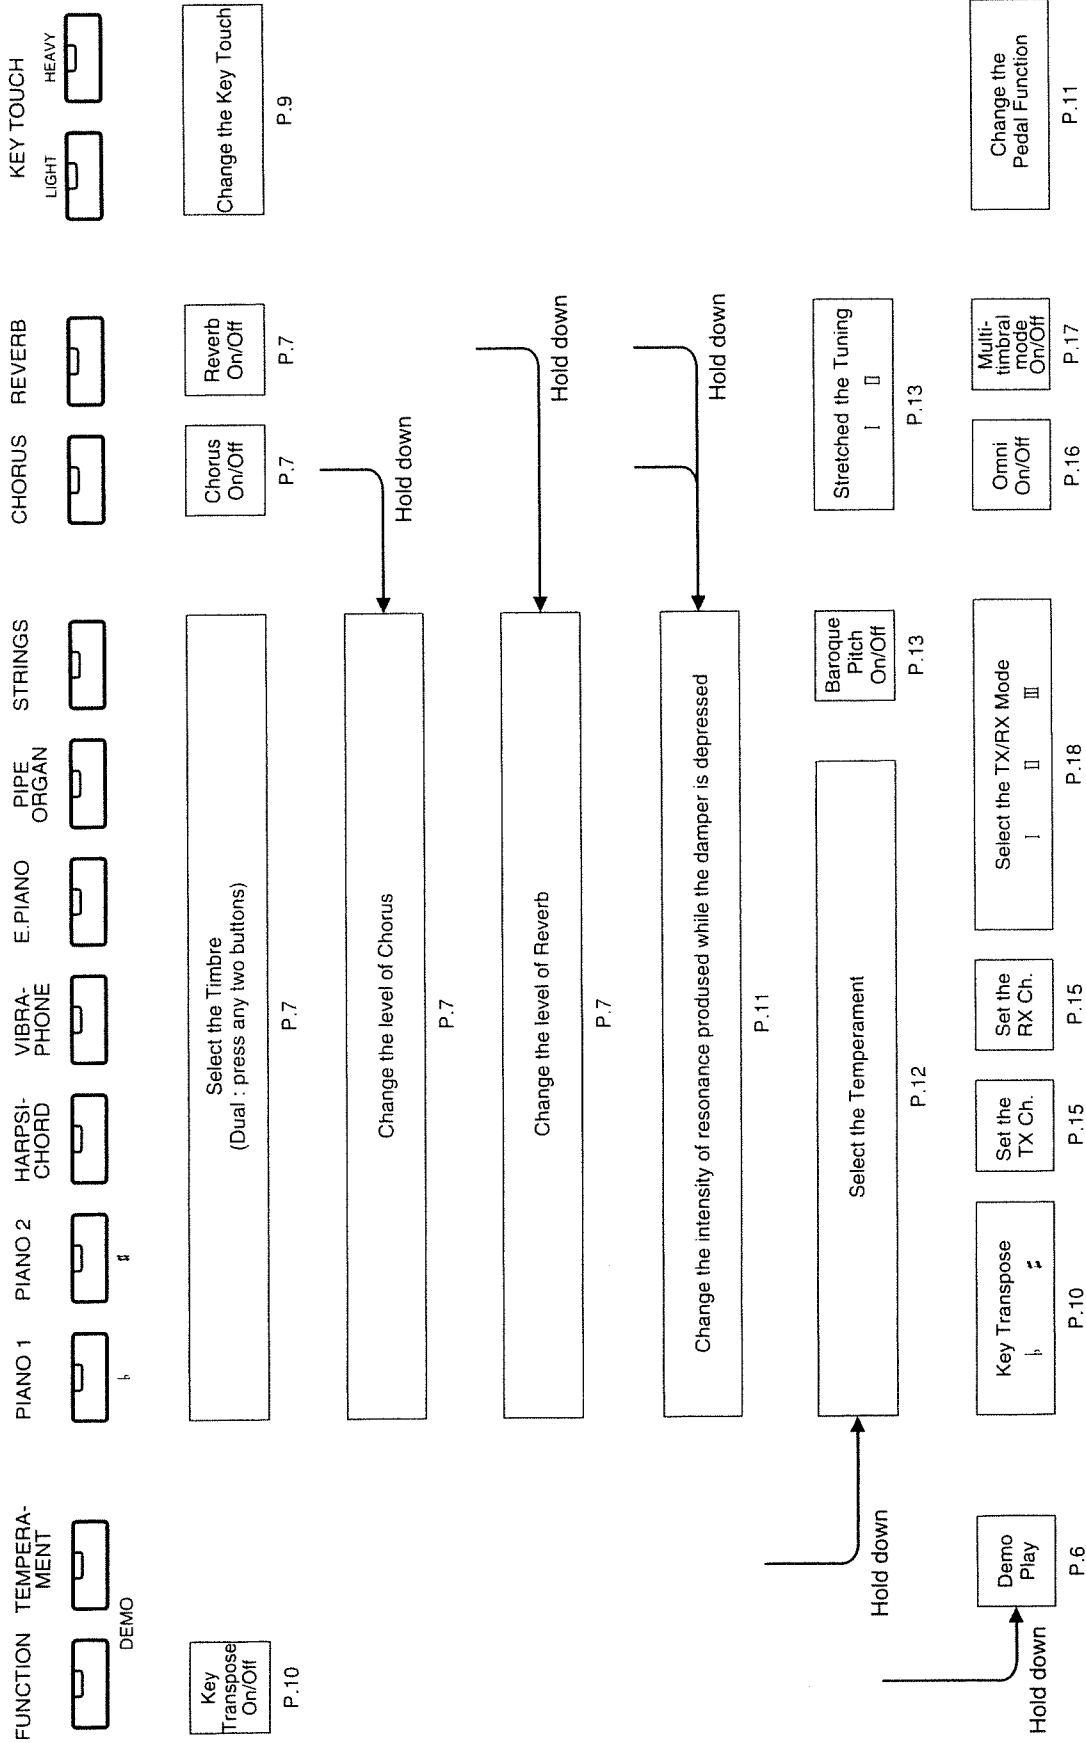 FUNCTION
TEMPERA-
MENT
PIANO 1
PIANO 2
HARPSI-
CHORD
VIBRA-
PHONE
E.PIANO
PIPE
ORGAN
STRINGS
CHORUS
REVERB
KEY TOUCH
LIGHT
HEAVY
DEMO
♭
♯
Key
Transpose
On/Off
P.10
Select the Timbre
(Dual : press any two buttons)
P.7
Chorus
On/Off
P.7
Reverb
On/Off
P.7
Change the Key Touch
P.9
Change the level of Chorus
P.7
Hold down
Change the level of Reverb
P.7
Hold down
Change the intensity of resonance prodused while the damper is depressed
P.11
Hold down
Hold down
Select the Temperament
P.12
Baroque
Pitch
On/Off
P.13
Stretched the Tuning
I II
P.13
Hold down
Demo
Play
P.6
Key Transpose
♭ ♯
P.10
Set the
TX Ch.
P.15
Set the
RX Ch.
P.15
Select the TX/RX Mode
I II III
P.18
Omni
On/Off
P.16
Multi-
timbral
mode
On/Off
P.17
Change the
Pedal Function
P.11